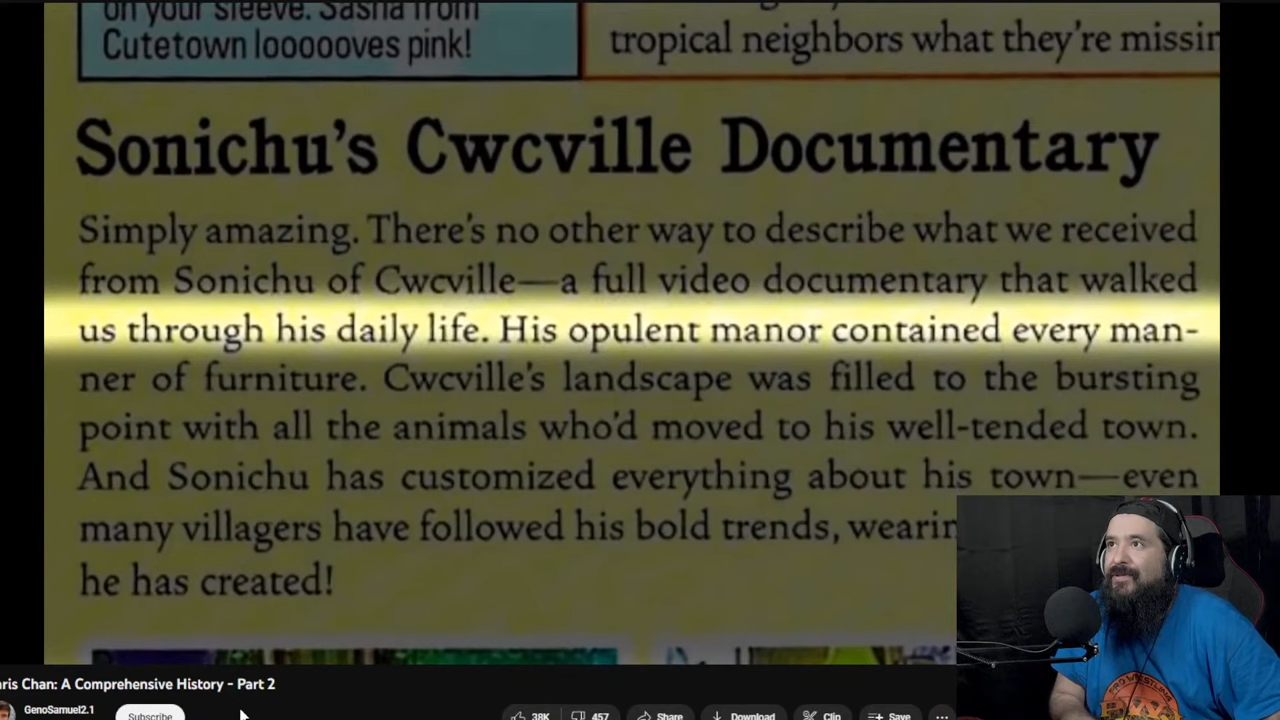 on your sleeve. Sasha from
Cutetown loooooves pink!
tropical neighbors what they're
Sonichu's Cwcville Documentary
Simply amazing. There's no other way to describe what we received
from Sonichu of Cwcville—a full video documentary that walked
us through his daily life. His opulent manor contained every man-
ner of furniture. Cwcville's landscape was filled to the bursting
point with all the animals who'd moved to his well-tended town.
And Sonichu has customized everything about his town—even
many villagers have followed his bold trends,
he has created!
Chan: A Comprehensive History - Part 2
GenoSamuel2.1
Subscribe
38K
457
Share
Download
Clip
Save
PRO WRESTLING